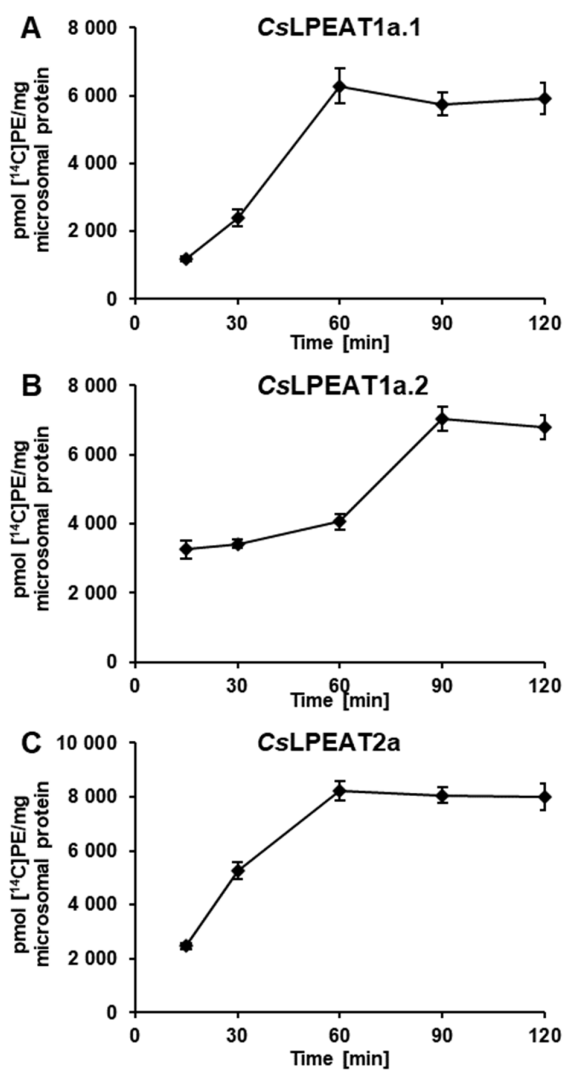 A
CsLPEAT1a.1
pmol [¹⁴C]PE/mg
microsomal protein
8 000
6 000
4 000
2 000
0
0 30 60 90 120
Time [min]
B
CsLPEAT1a.2
pmol [¹⁴C]PE/mg
microsomal protein
8 000
6 000
4 000
2 000
0
0 30 60 90 120
Time [min]
C
CsLPEAT2a
pmol [¹⁴C]PE/mg
microsomal protein
10 000
8 000
6 000
4 000
2 000
0
0 30 60 90 120
Time [min]